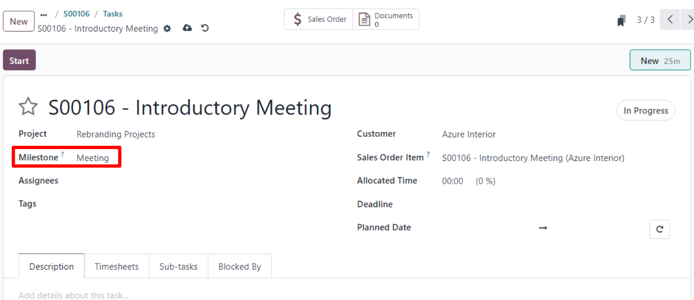 New
... / S00106 / Tasks
S00106 - Introductory Meeting
$ Sales Order
Documents
0
3 / 3
Start
New 25m
S00106 - Introductory Meeting
In Progress
Project Rebranding Projects
Customer Azure Interior
Milestone ? Meeting
Sales Order Item ? S00106 - Introductory Meeting (Azure Interior)
Assignees
Allocated Time 00:00 (0 %)
Tags
Deadline
Planned Date
Description Timesheets Sub-tasks Blocked By
Add details about this task...